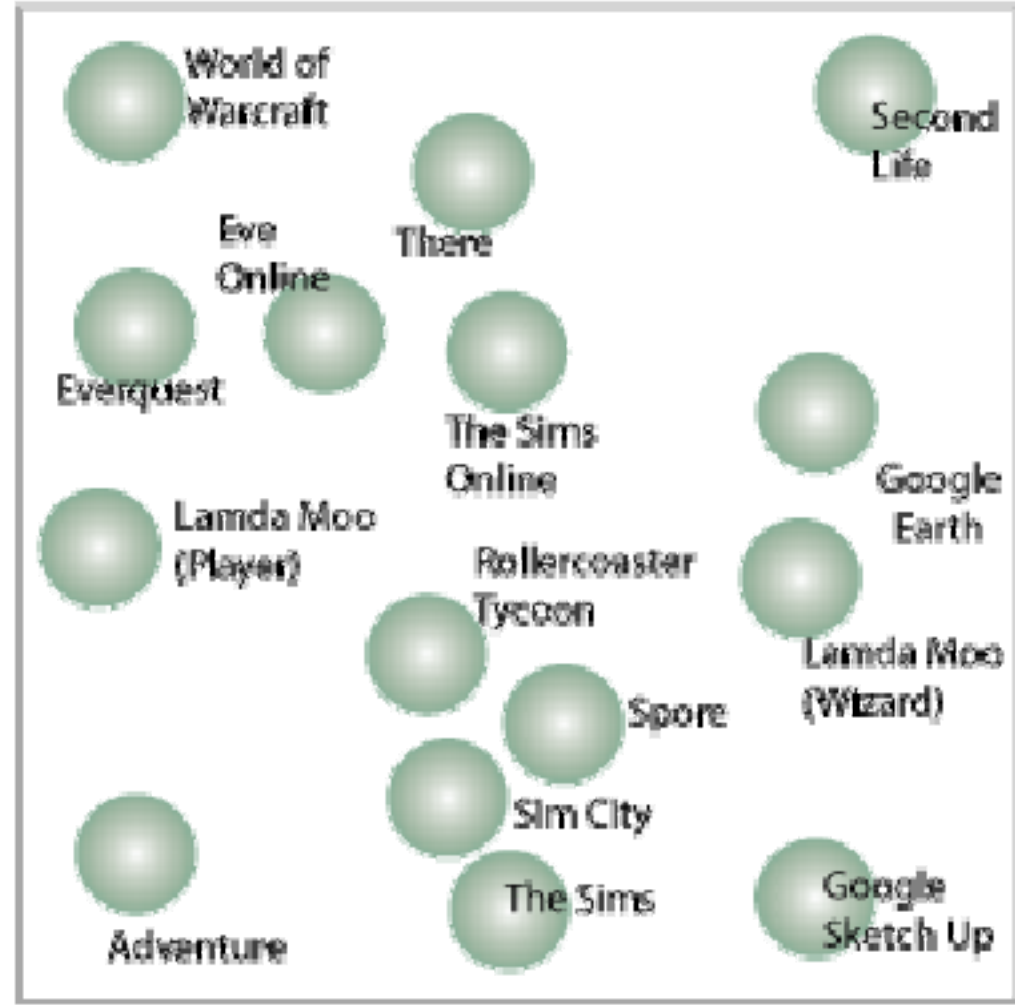 World of
Warcraft
Second
Life
There
Eve
Online
Everquest
The Sims
Online
Google
Earth
Lamda Moo
(Player)
Rollercoaster
Tycoon
Lamda Moo
(Wizard)
Spore
Sim City
The Sims
Google
Sketch Up
Adventure